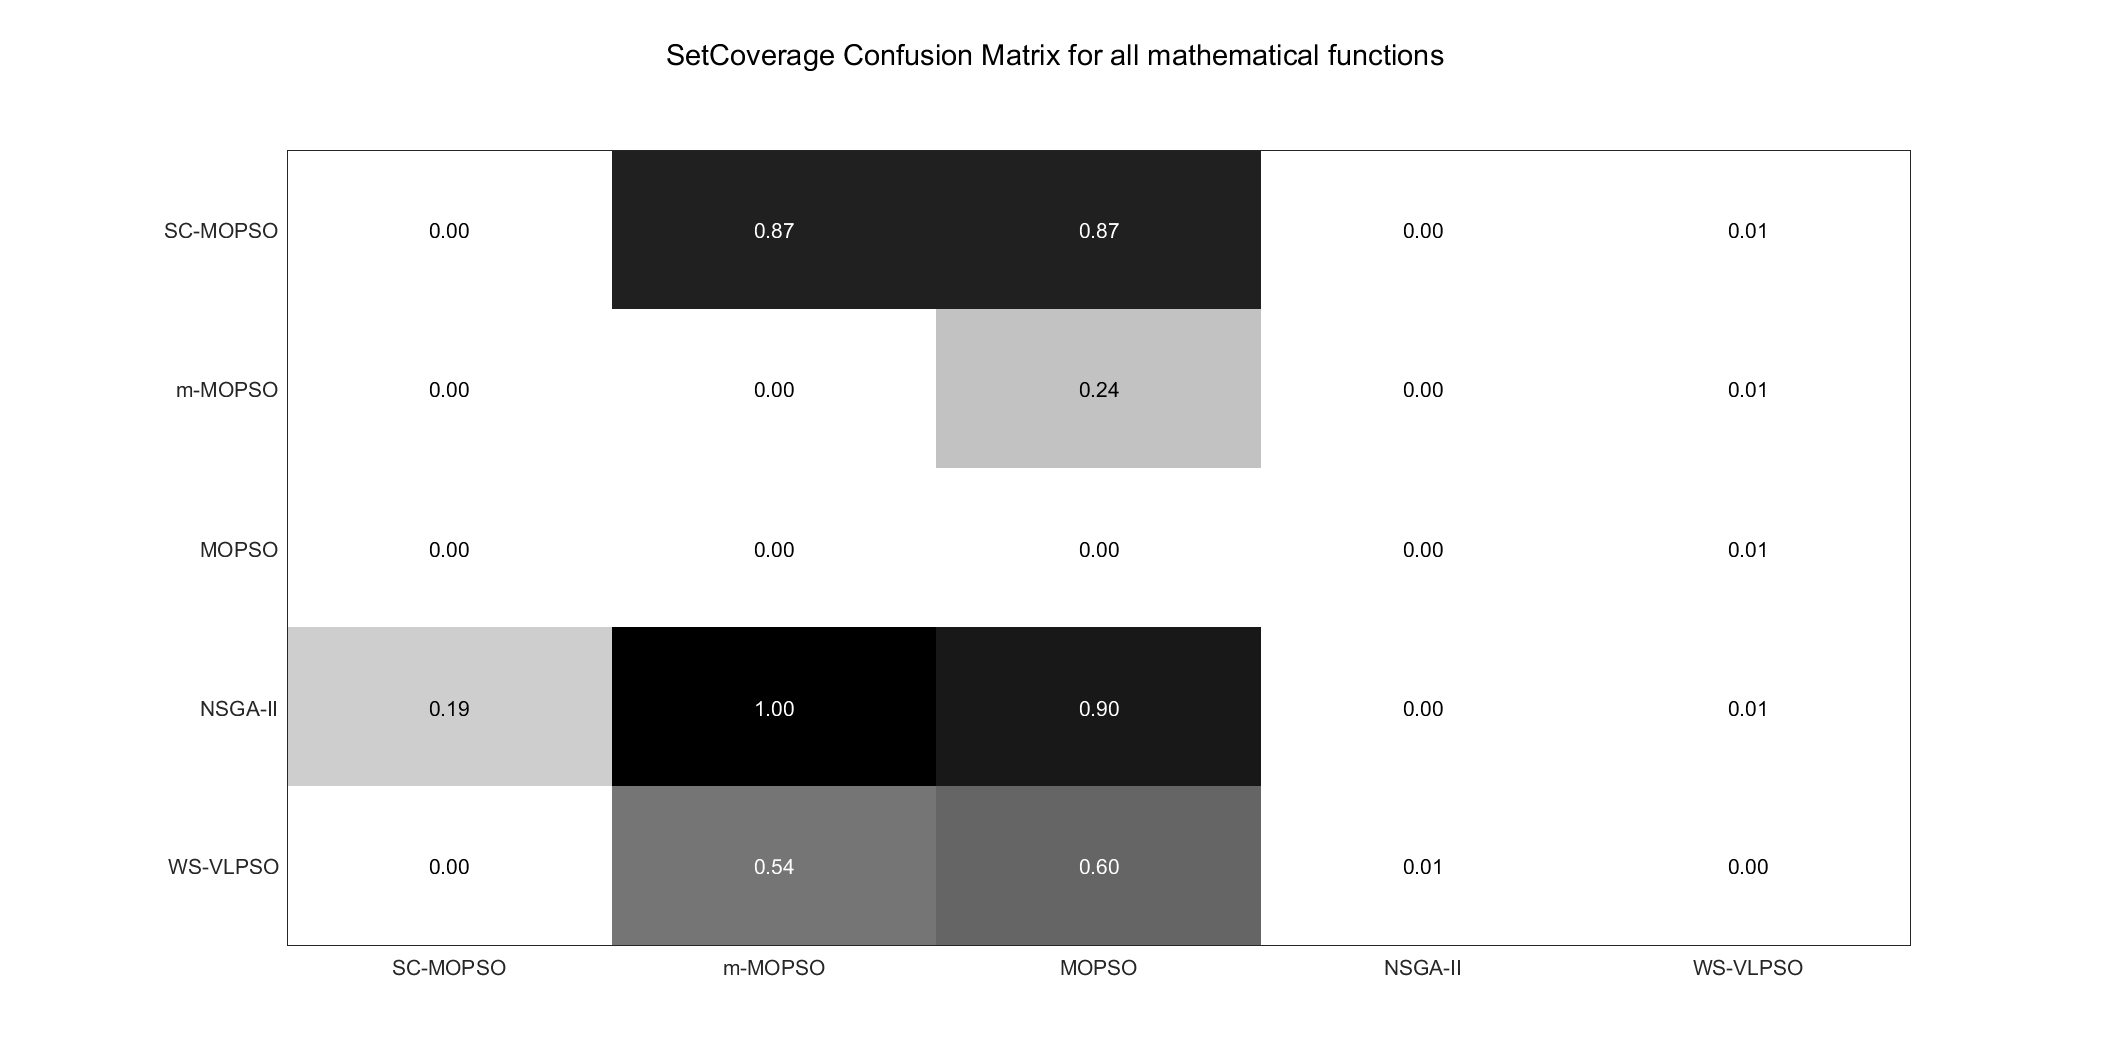 SetCoverage Confusion Matrix for all mathematical functions
SC-MOPSO 0.00 0.87 0.87 0.00 0.01
m-MOPSO 0.00 0.00 0.24 0.00 0.01
MOPSO 0.00 0.00 0.00 0.00 0.01
NSGA-II 0.19 1.00 0.90 0.00 0.01
WS-VLPSO 0.00 0.54 0.60 0.01 0.00
SC-MOPSO m-MOPSO MOPSO NSGA-II WS-VLPSO